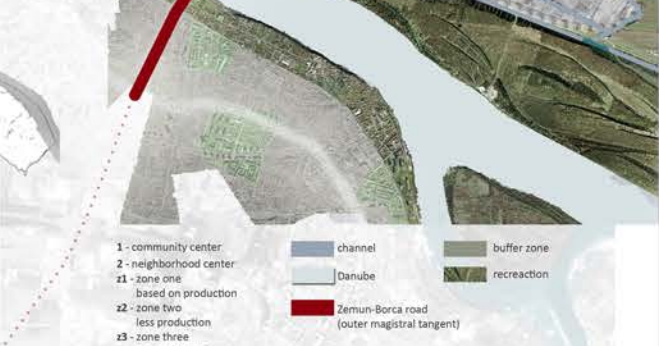 1 - community center
2 - neighborhood center
z1 - zone one
based on production
z2 - zone two
less production
z3 - zone three
channel
Danube
Zemun-Borca road
(outer magistral tangent)
buffer zone
recreaction